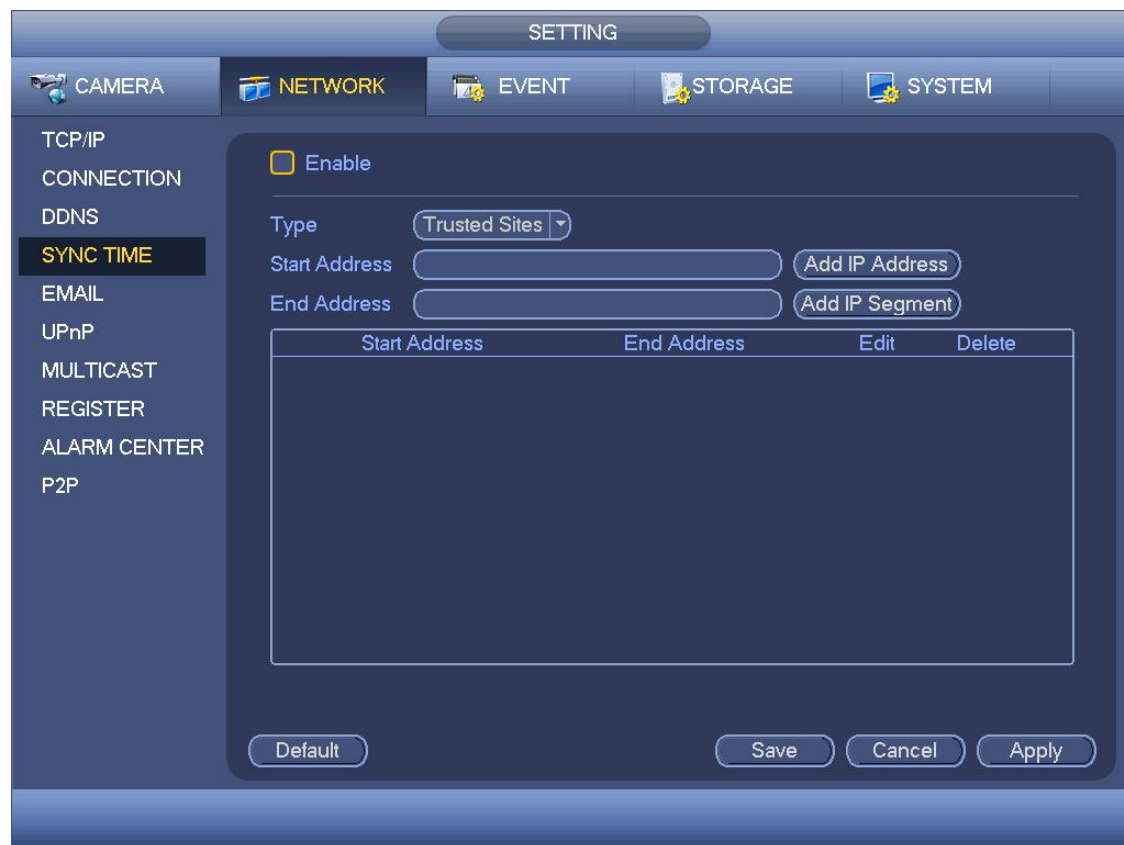 SETTING
CAMERA NETWORK EVENT STORAGE SYSTEM
TCP/IP
CONNECTION
DDNS
SYNC TIME
EMAIL
UPnP
MULTICAST
REGISTER
ALARM CENTER
P2P
Enable
Type Trusted Sites
Start Address Add IP Address
End Address Add IP Segment
Start Address End Address Edit Delete
Default Save Cancel Apply